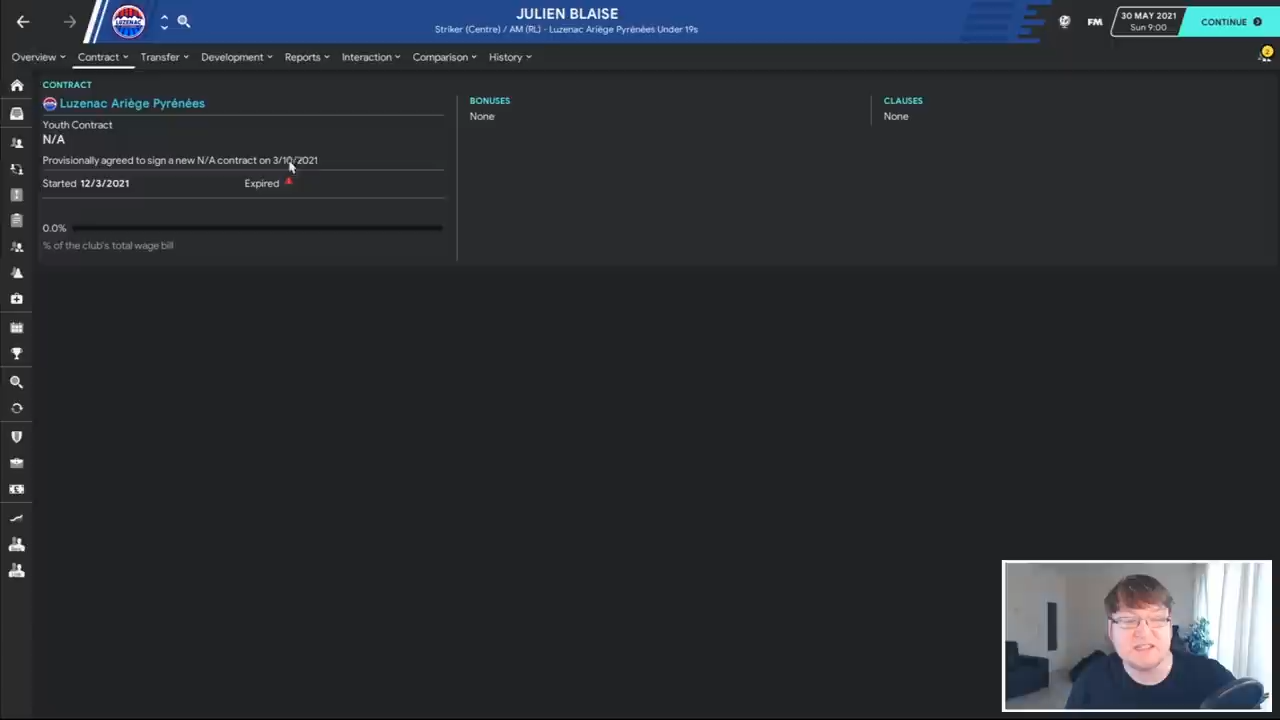 JULIEN BLAISE
Striker (Centre) / AM (RL) - Luzenac Ariège Pyrénées Under 19s
LUZENAC
FM
30 MAY 2021
Sun 9:00
CONTINUE
Overview
Contract
Transfer
Development
Reports
Interaction
Comparison
History
2
CONTRACT
Luzenac Ariège Pyrénées
Youth Contract
N/A
Provisionally agreed to sign a new N/A contract on 3/10/2021
Started 12/3/2021
Expired
0.0%
% of the club's total wage bill
BONUSES
None
CLAUSES
None